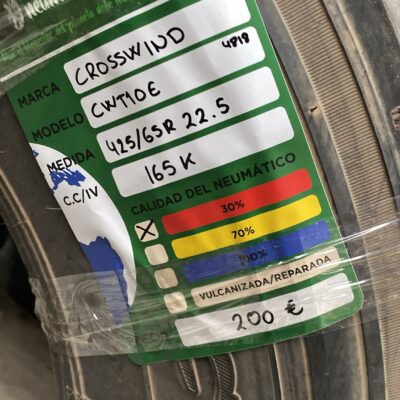 MARCA CROSSWIND
4818
MODELO CWT10E
MEDIDA 425/65R 22.5
C.C/IV 165 K
CALIDAD DEL NEUMÁTICO
X 30%
70%
100%
VULCANIZADA/REPARADA
200 €